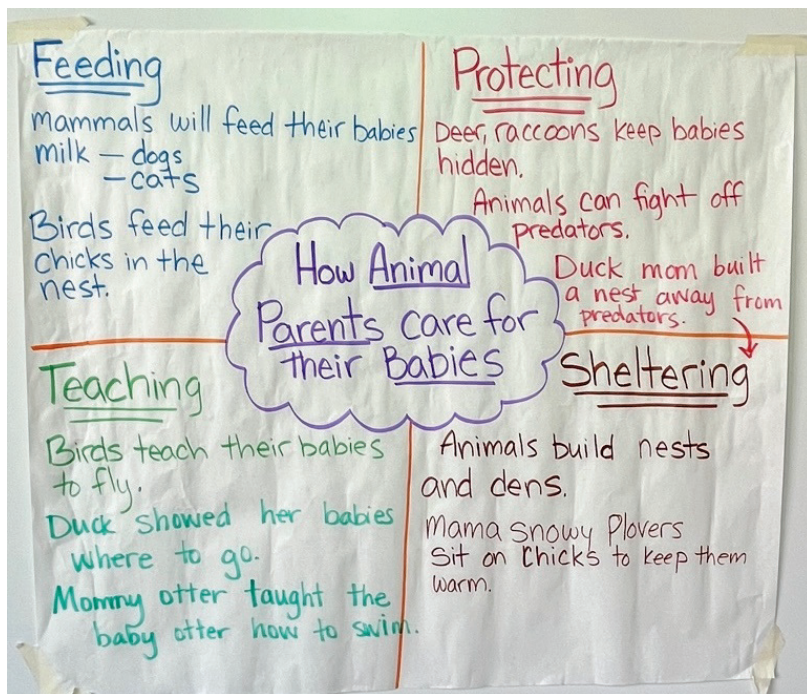 Feeding
mammals will feed their babies
milk – dogs
– cats
Birds feed their
chicks in the
nest.
Protecting
Deer, raccoons keep babies
hidden.
Animals can fight off
predators.
Duck mom built
a nest away from
predators.
How Animal
Parents care for
their Babies
Teaching
Birds teach their babies
to fly.
Duck showed her babies
where to go.
Mommy otter taught the
baby otter how to swim.
Sheltering
Animals build nests
and dens.
Mama Snowy Plovers
Sit on Chicks to keep them
warm.